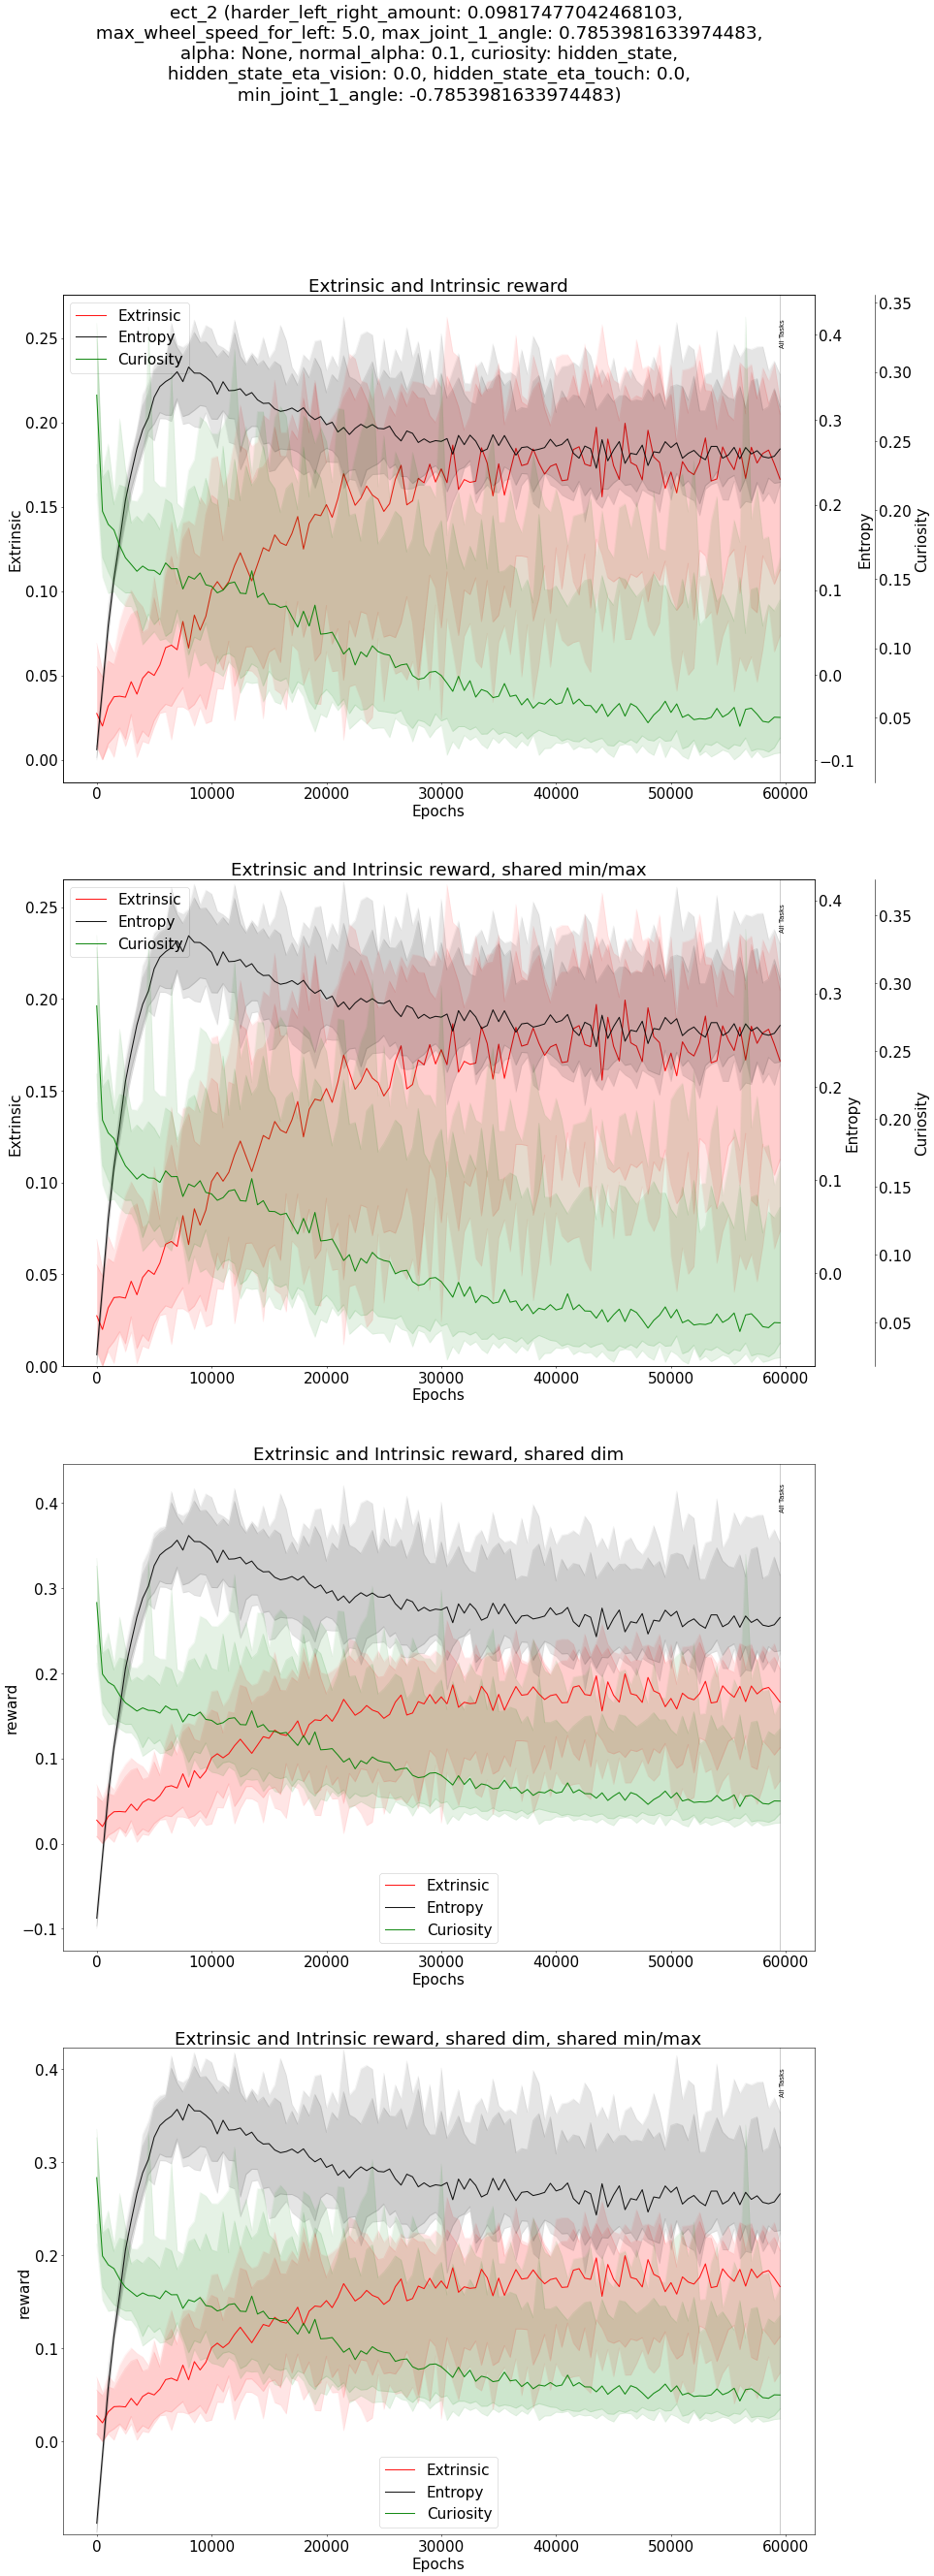 ect_2 (harder_left_right_amount: 0.09817477042468103,
max_wheel_speed_for_left: 5.0, max_joint_1_angle: 0.7853981633974483,
alpha: None, normal_alpha: 0.1, curiosity: hidden_state,
hidden_state_eta_vision: 0.0, hidden_state_eta_touch: 0.0,
min_joint_1_angle: -0.7853981633974483)
Extrinsic and Intrinsic reward
Extrinsic
Entropy
Curiosity
All Tasks
0.25
0.20
0.15
0.10
0.05
0.00
Extrinsic
0.4
0.3
0.2
0.1
0.0
−0.1
Entropy
0.35
0.30
0.25
0.20
0.15
0.10
0.05
Curiosity
0 10000 20000 30000 40000 50000 60000
Epochs
Extrinsic and Intrinsic reward, shared min/max
Extrinsic
Entropy
Curiosity
All Tasks
0.25
0.20
0.15
0.10
0.05
0.00
Extrinsic
0.4
0.3
0.2
0.1
0.0
Entropy
0.35
0.30
0.25
0.20
0.15
0.10
0.05
Curiosity
0 10000 20000 30000 40000 50000 60000
Epochs
Extrinsic and Intrinsic reward, shared dim
All Tasks
0.4
0.3
0.2
0.1
0.0
−0.1
reward
Extrinsic
Entropy
Curiosity
0 10000 20000 30000 40000 50000 60000
Epochs
Extrinsic and Intrinsic reward, shared dim, shared min/max
All Tasks
0.4
0.3
0.2
0.1
0.0
reward
Extrinsic
Entropy
Curiosity
0 10000 20000 30000 40000 50000 60000
Epochs